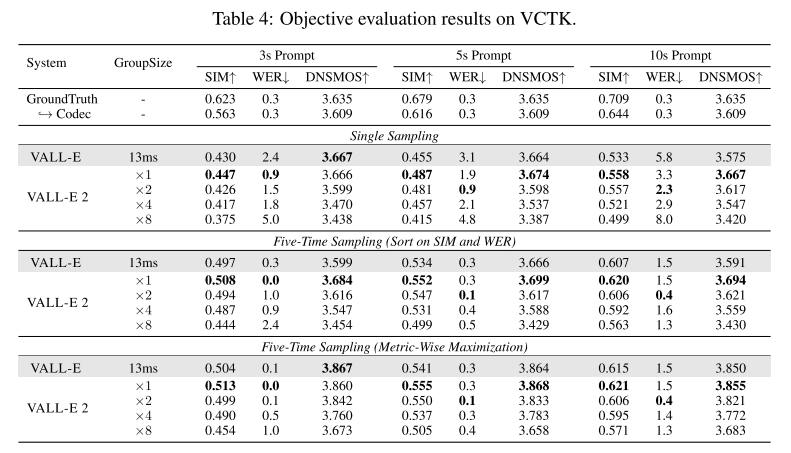 Table 4: Objective evaluation results on VCTK.
System GroupSize 3s Prompt 5s Prompt 10s Prompt
SIM↑ WER↓ DNSMOS↑ SIM↑ WER↓ DNSMOS↑ SIM↑ WER↓ DNSMOS↑
GroundTruth - 0.623 0.3 3.635 0.679 0.3 3.635 0.709 0.3 3.635
↪ Codec - 0.563 0.3 3.609 0.616 0.3 3.609 0.644 0.3 3.609
Single Sampling
VALL-E 13ms 0.430 2.4 3.667 0.455 3.1 3.664 0.533 5.8 3.575
VALL-E 2 ×1 0.447 0.9 3.666 0.487 1.9 3.674 0.558 3.3 3.667
×2 0.426 1.5 3.599 0.481 0.9 3.598 0.557 2.3 3.617
×4 0.417 1.8 3.470 0.457 2.1 3.537 0.521 2.9 3.547
×8 0.375 5.0 3.438 0.415 4.8 3.387 0.499 8.0 3.420
Five-Time Sampling (Sort on SIM and WER)
VALL-E 13ms 0.497 0.3 3.599 0.534 0.3 3.666 0.607 1.5 3.591
VALL-E 2 ×1 0.508 0.0 3.684 0.552 0.3 3.699 0.620 1.5 3.694
×2 0.494 1.0 3.616 0.547 0.1 3.617 0.606 0.4 3.621
×4 0.487 0.9 3.547 0.531 0.4 3.588 0.592 1.6 3.559
×8 0.444 2.4 3.454 0.499 0.5 3.429 0.563 1.3 3.430
Five-Time Sampling (Metric-Wise Maximization)
VALL-E 13ms 0.504 0.1 3.867 0.541 0.3 3.864 0.615 1.5 3.850
VALL-E 2 ×1 0.513 0.0 3.860 0.555 0.3 3.868 0.621 1.5 3.855
×2 0.499 0.1 3.842 0.550 0.1 3.833 0.606 0.4 3.821
×4 0.490 0.5 3.760 0.537 0.3 3.783 0.595 1.4 3.772
×8 0.454 1.0 3.673 0.505 0.4 3.658 0.571 1.3 3.683